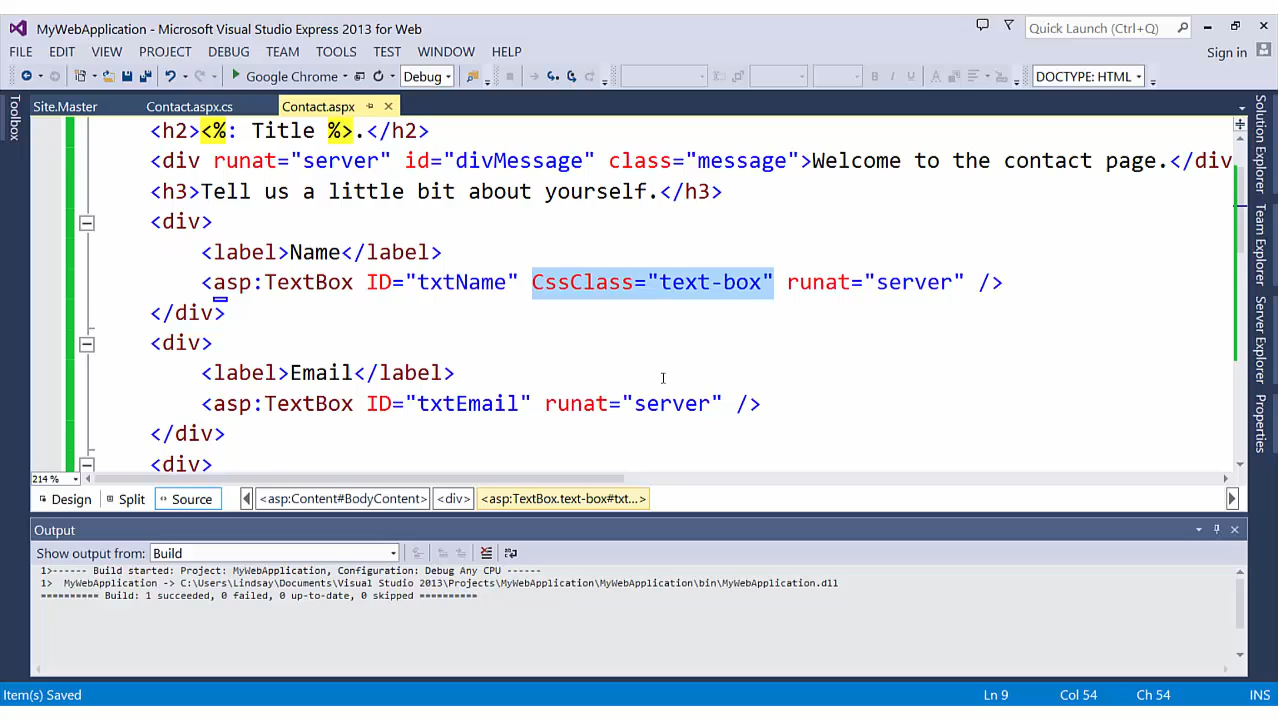 MyWebApplication - Microsoft Visual Studio Express 2013 for Web
Quick Launch (Ctrl+Q)
FILE EDIT VIEW PROJECT DEBUG TEAM TOOLS TEST WINDOW HELP
Sign in
Google Chrome Debug DOCTYPE: HTML
B I U A
Toolbox
Site.Master Contact.aspx.cs Contact.aspx
<h2><%: Title %>.</h2>
<div runat="server" id="divMessage" class="message">Welcome to the contact page.</div
<h3>Tell us a little bit about yourself.</h3>
<div>
<label>Name</label>
<asp:TextBox ID="txtName" CssClass="text-box" runat="server" />
</div>
<div>
<label>Email</label>
<asp:TextBox ID="txtEmail" runat="server" />
</div>
<div>
Solution Explorer
Team Explorer
Server Explorer
Properties
214 %
Design Split Source <asp:Content#BodyContent> <div> <asp:TextBox.text-box#txt...>
Output
Show output from: Build
1>------ Build started: Project: MyWebApplication, Configuration: Debug Any CPU ------
1>  MyWebApplication -> C:\Users\Lindsay\Documents\Visual Studio 2013\Projects\MyWebApplication\MyWebApplication\bin\MyWebApplication.dll
========== Build: 1 succeeded, 0 failed, 0 up-to-date, 0 skipped ==========
Item(s) Saved Ln 9 Col 54 Ch 54 INS